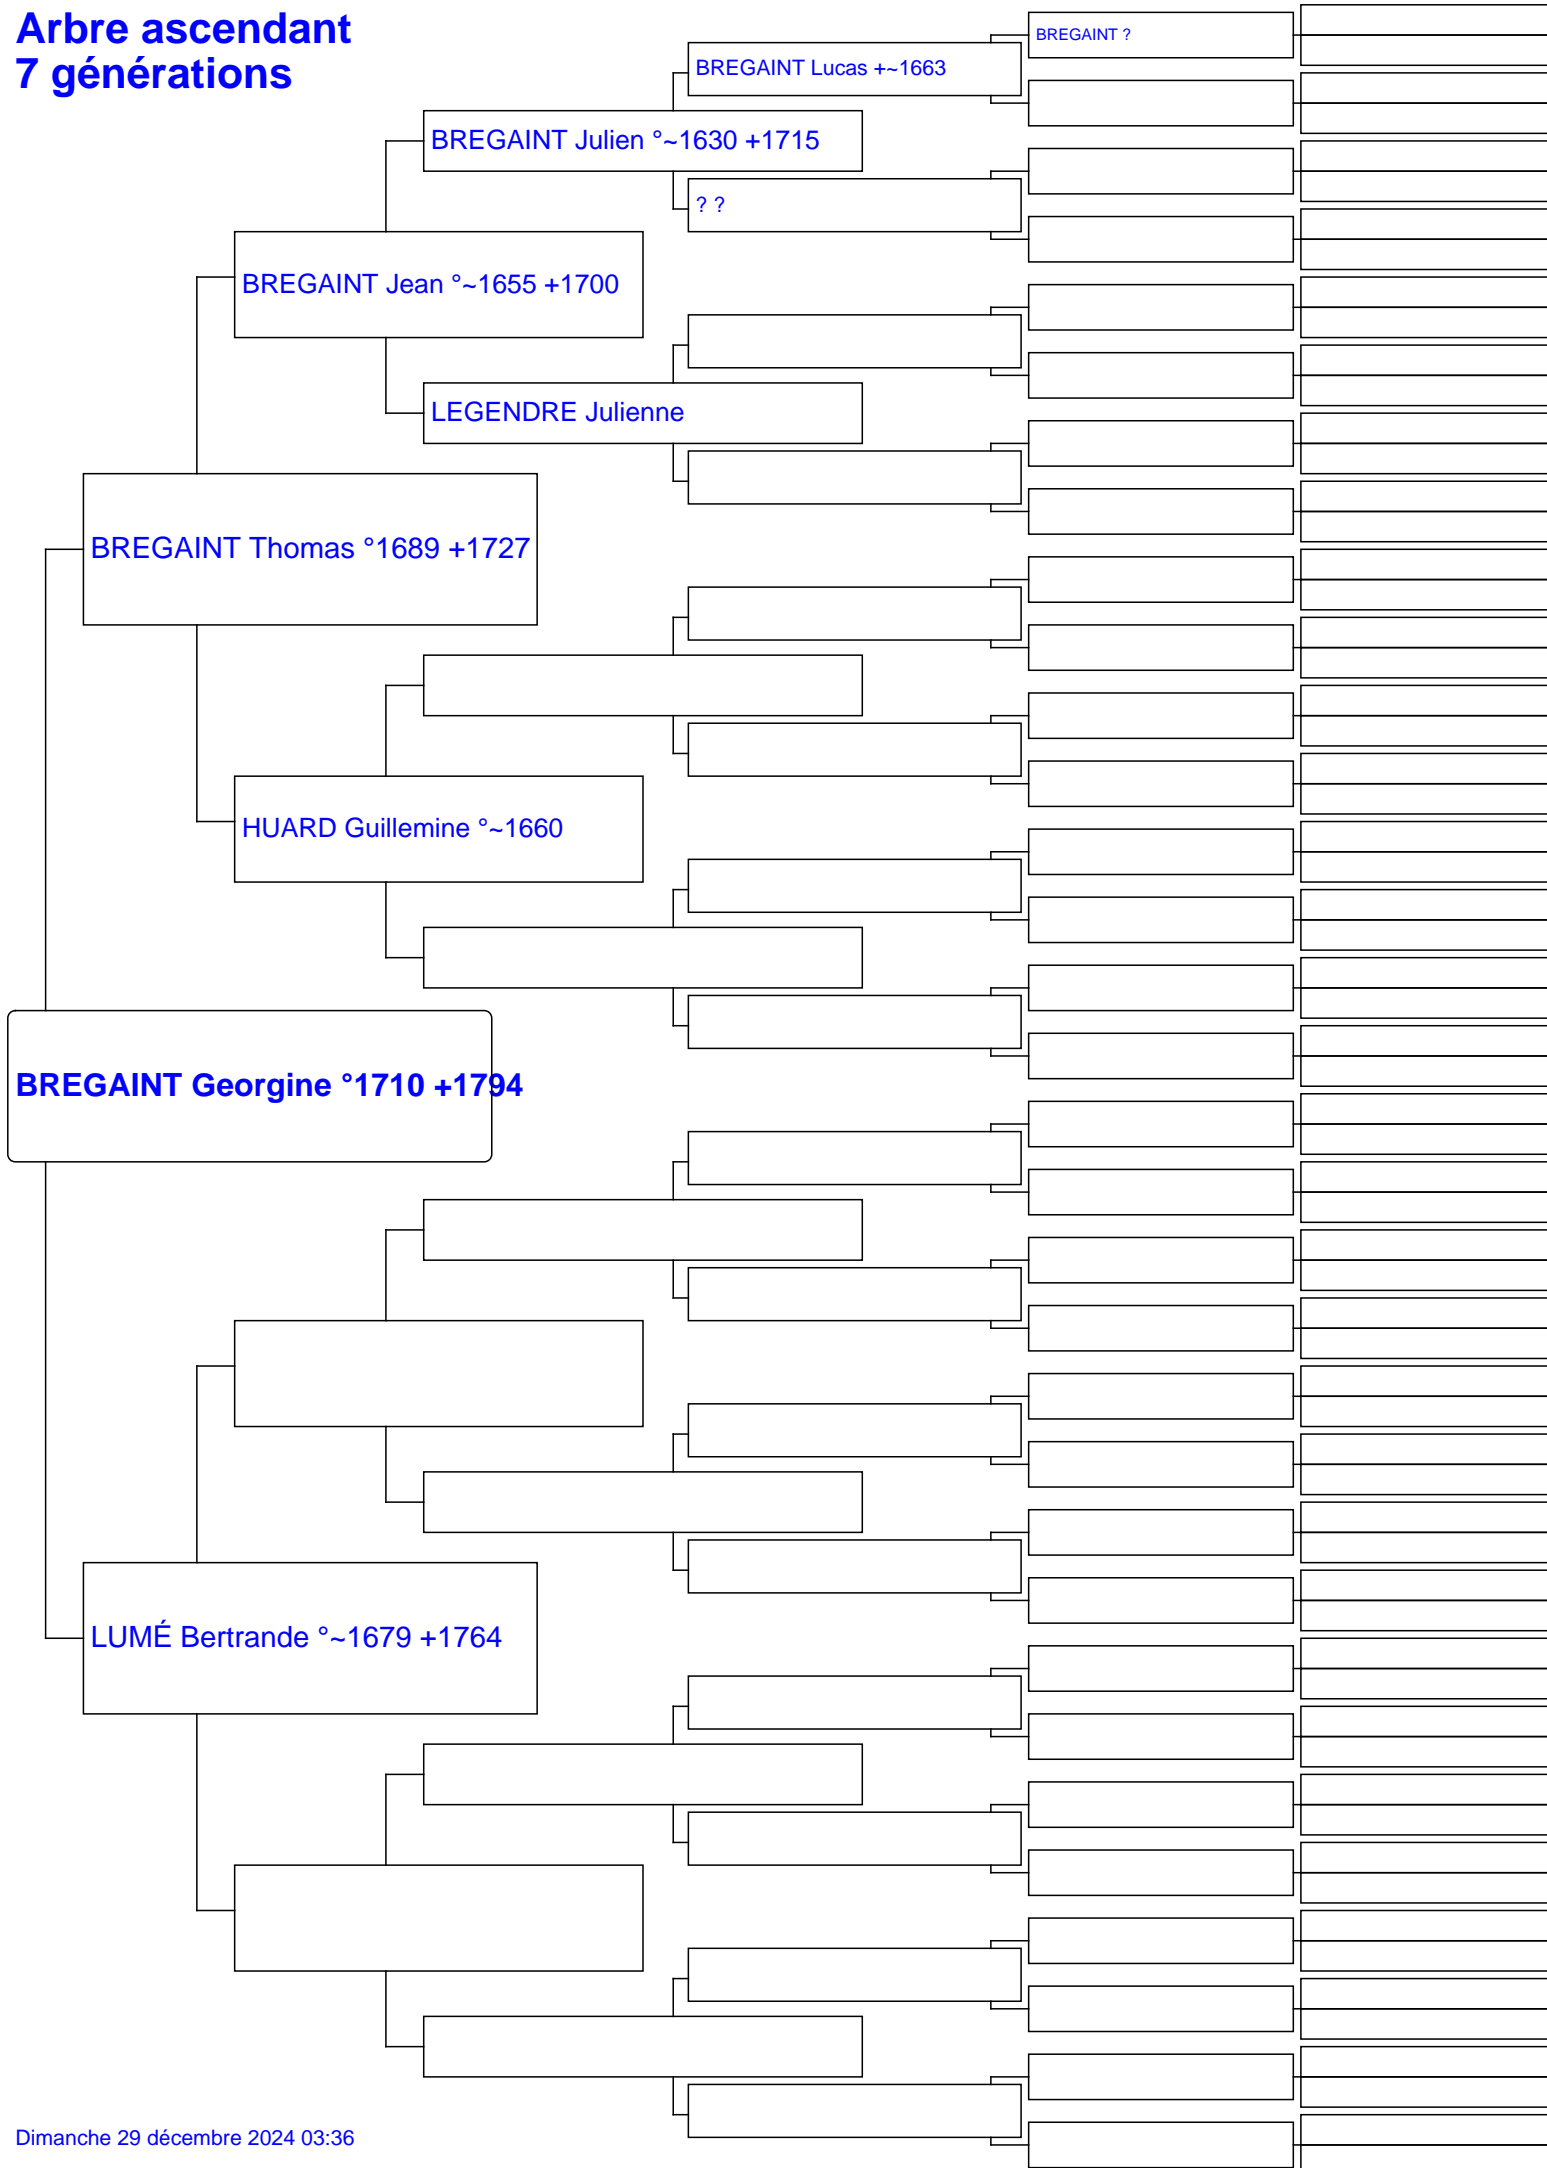 Arbre ascendant
7 générations
BREGAINT ?
BREGAINT Lucas +~1663
BREGAINT Julien °~1630 +1715
? ?
BREGAINT Jean °~1655 +1700
LEGENDRE Julienne
BREGAINT Thomas °1689 +1727
HUARD Guillemine °~1660
BREGAINT Georgine °1710 +1794
LUMÉ Bertrande °~1679 +1764
Dimanche 29 décembre 2024 03:36